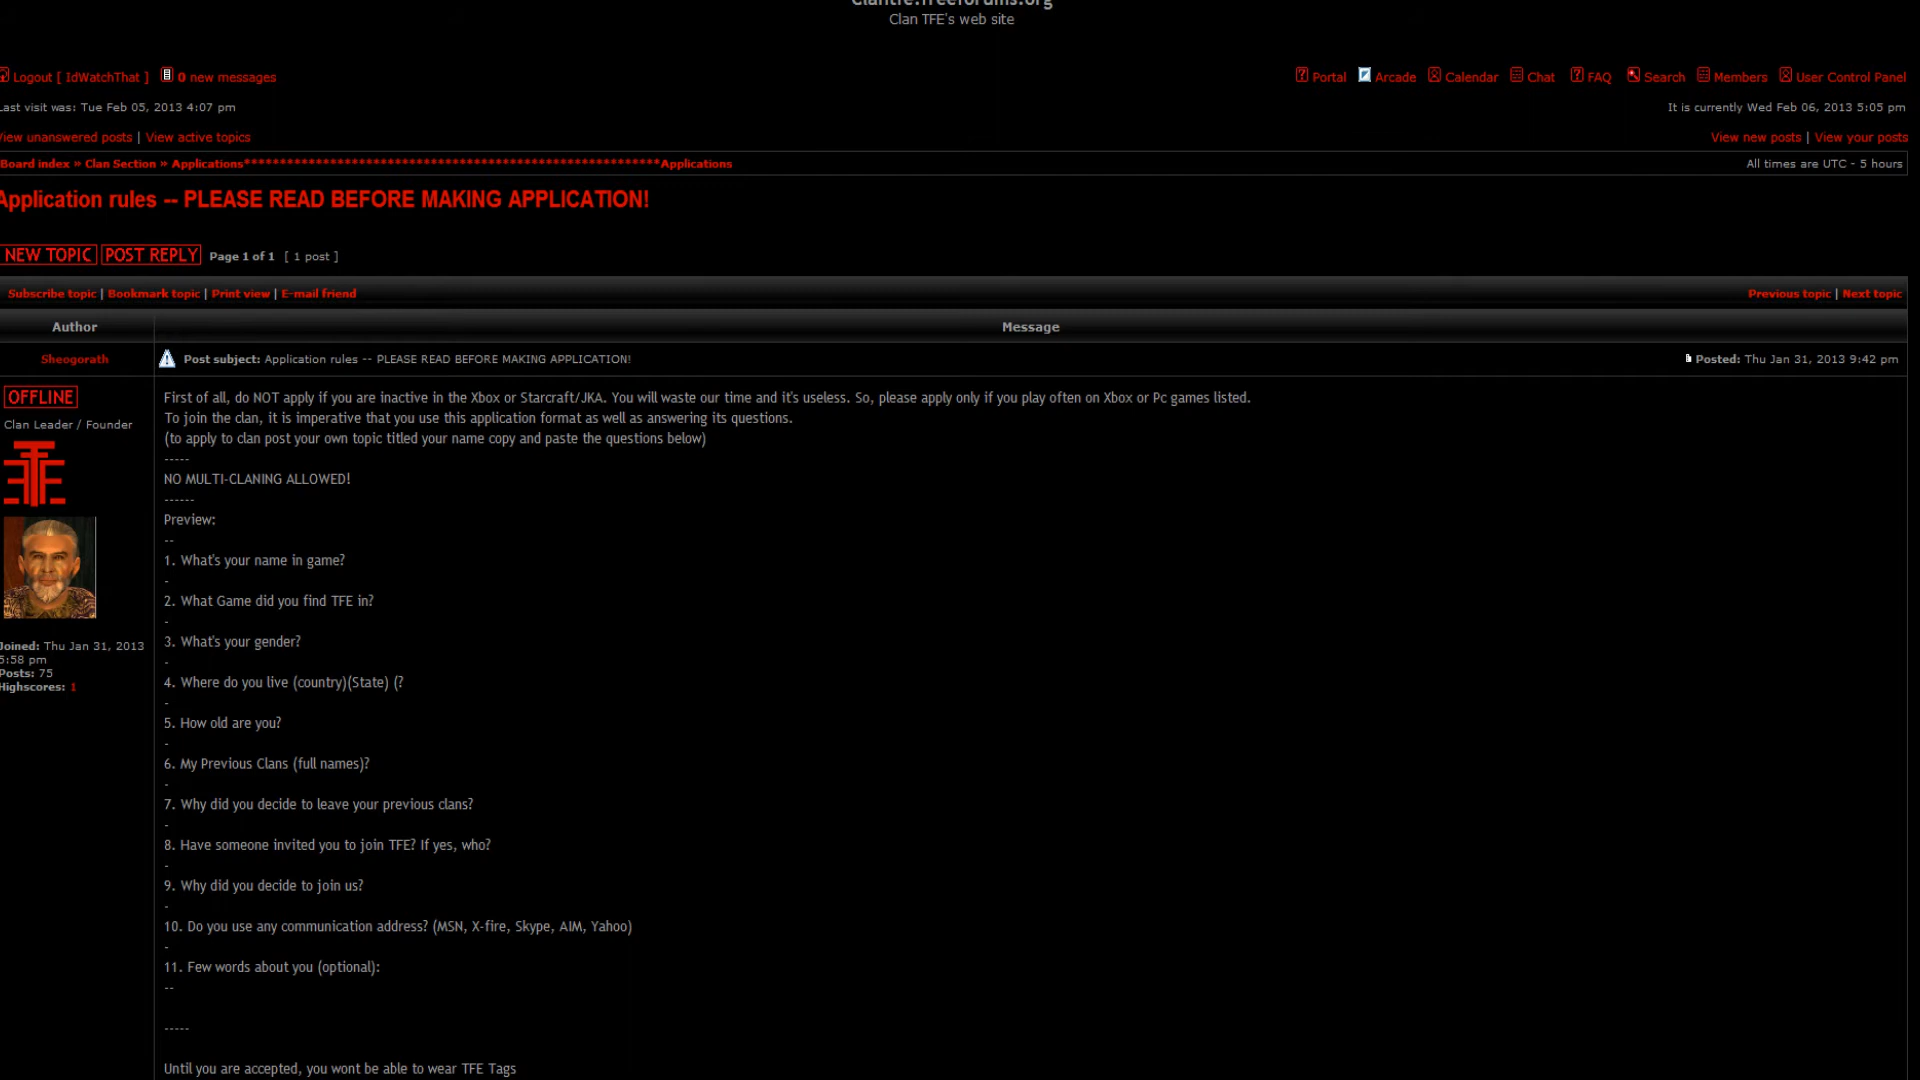 Clan TFE's web site
Logout [ IdWatchThat ] 0 new messages
Portal Arcade Calendar Chat FAQ Search Members User Control Panel
Last visit was: Tue Feb 05, 2013 4:07 pm
It is currently Wed Feb 06, 2013 5:05 pm
View unanswered posts | View active topics
View new posts | View your posts
Board index » Clan Section » Applications**********************************************************Applications
All times are UTC - 5 hours
Application rules -- PLEASE READ BEFORE MAKING APPLICATION!
NEW TOPIC POST REPLY Page 1 of 1 [ 1 post ]
Subscribe topic | Bookmark topic | Print view | E-mail friend
Previous topic | Next topic
Author
Message
Sheogorath
Post subject: Application rules -- PLEASE READ BEFORE MAKING APPLICATION!
Posted: Thu Jan 31, 2013 9:42 pm
OFFLINE
Clan Leader / Founder
Joined: Thu Jan 31, 2013
5:58 pm
Posts: 75
Highscores: 1
First of all, do NOT apply if you are inactive in the Xbox or Starcraft/JKA. You will waste our time and it's useless. So, please apply only if you play often on Xbox or Pc games listed.
To join the clan, it is imperative that you use this application format as well as answering its questions.
(to apply to clan post your own topic titled your name copy and paste the questions below)
-----
NO MULTI-CLANING ALLOWED!
------
Preview:
--
1. What's your name in game?
-
2. What Game did you find TFE in?
-
3. What's your gender?
-
4. Where do you live (country)(State) (?
-
5. How old are you?
-
6. My Previous Clans (full names)?
-
7. Why did you decide to leave your previous clans?
-
8. Have someone invited you to join TFE? If yes, who?
-
9. Why did you decide to join us?
-
10. Do you use any communication address? (MSN, X-fire, Skype, AIM, Yahoo)
-
11. Few words about you (optional):
--
-----
Until you are accepted, you wont be able to wear TFE Tags